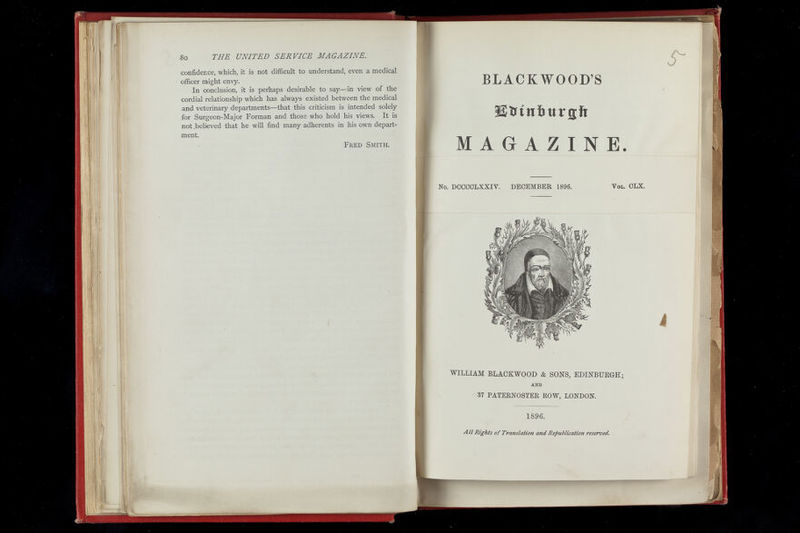 80 THE UNITED SERVICE MAGAZINE.
confidence, which, it is not difficult to understand, even a medical
officer might envy.
In conclusion, it is perhaps desirable to say—in view of the
cordial relationship which has always existed between the medical
and veterinary departments—that this criticism is intended solely
for Surgeon-Major Forman and those who hold his views. It is
not believed that he will find many adherents in his own depart-
ment.
FRED SMITH.
5
BLACKWOOD'S
Edinburgh
MAGAZINE.
No. DCCCCLXXIV. DECEMBER 1896. VOL. CLX.
WILLIAM BLACKWOOD & SONS, EDINBURGH;
AND
37 PATERNOSTER ROW, LONDON.
1896.
All Rights of Translation and Republication reserved.